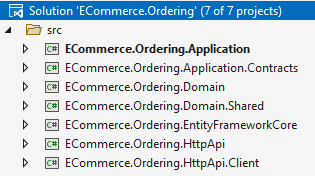 Solution 'ECommerce.Ordering' (7 of 7 projects)
src
ECommerce.Ordering.Application
ECommerce.Ordering.Application.Contracts
ECommerce.Ordering.Domain
ECommerce.Ordering.Domain.Shared
ECommerce.Ordering.EntityFrameworkCore
ECommerce.Ordering.HttpApi
ECommerce.Ordering.HttpApi.Client